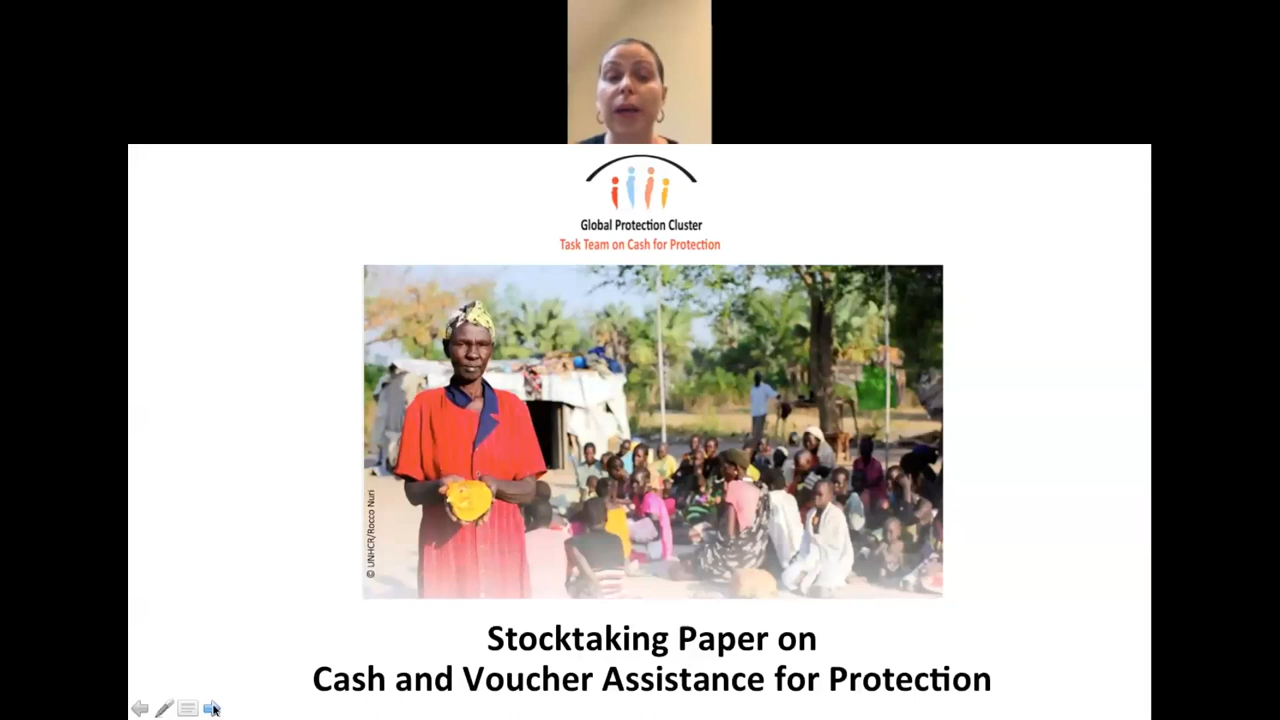 Global Protection Cluster
Task Team on Cash for Protection
© UNHCR/Rocco Nuri
Stocktaking Paper on
Cash and Voucher Assistance for Protection